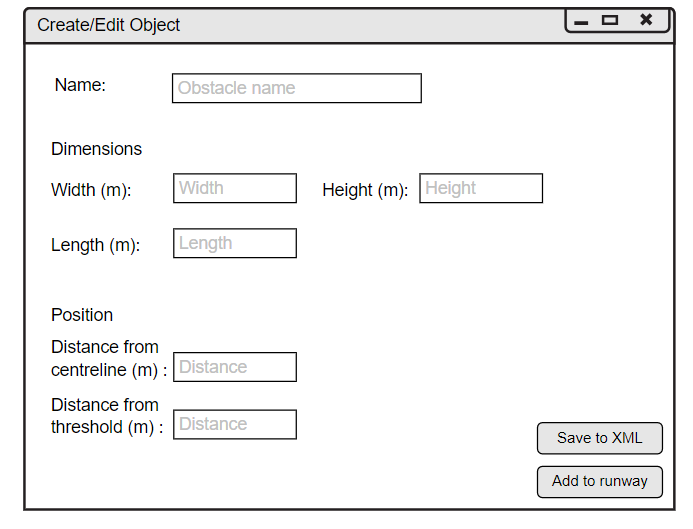 Create/Edit Object
Name: Obstacle name
Dimensions
Width (m): Width Height (m): Height
Length (m): Length
Position
Distance from
centreline (m) : Distance
Distance from
threshold (m) : Distance
Save to XML
Add to runway